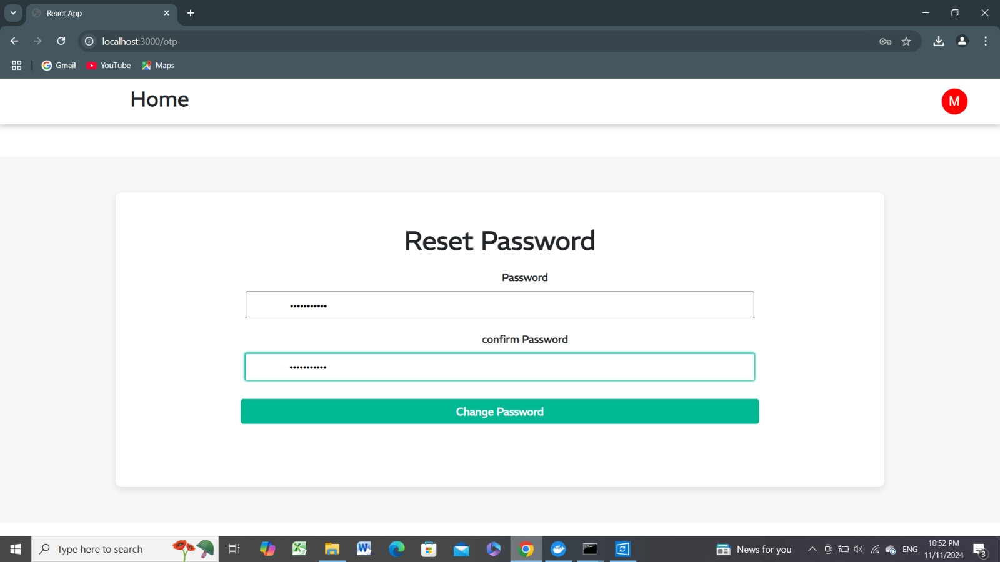 React App
localhost:3000/otp
Gmail YouTube Maps
Home
M
Reset Password
Password
•••••••••••
confirm Password
•••••••••••
Change Password
Type here to search
News for you
ENG
10:52 PM
11/11/2024
3